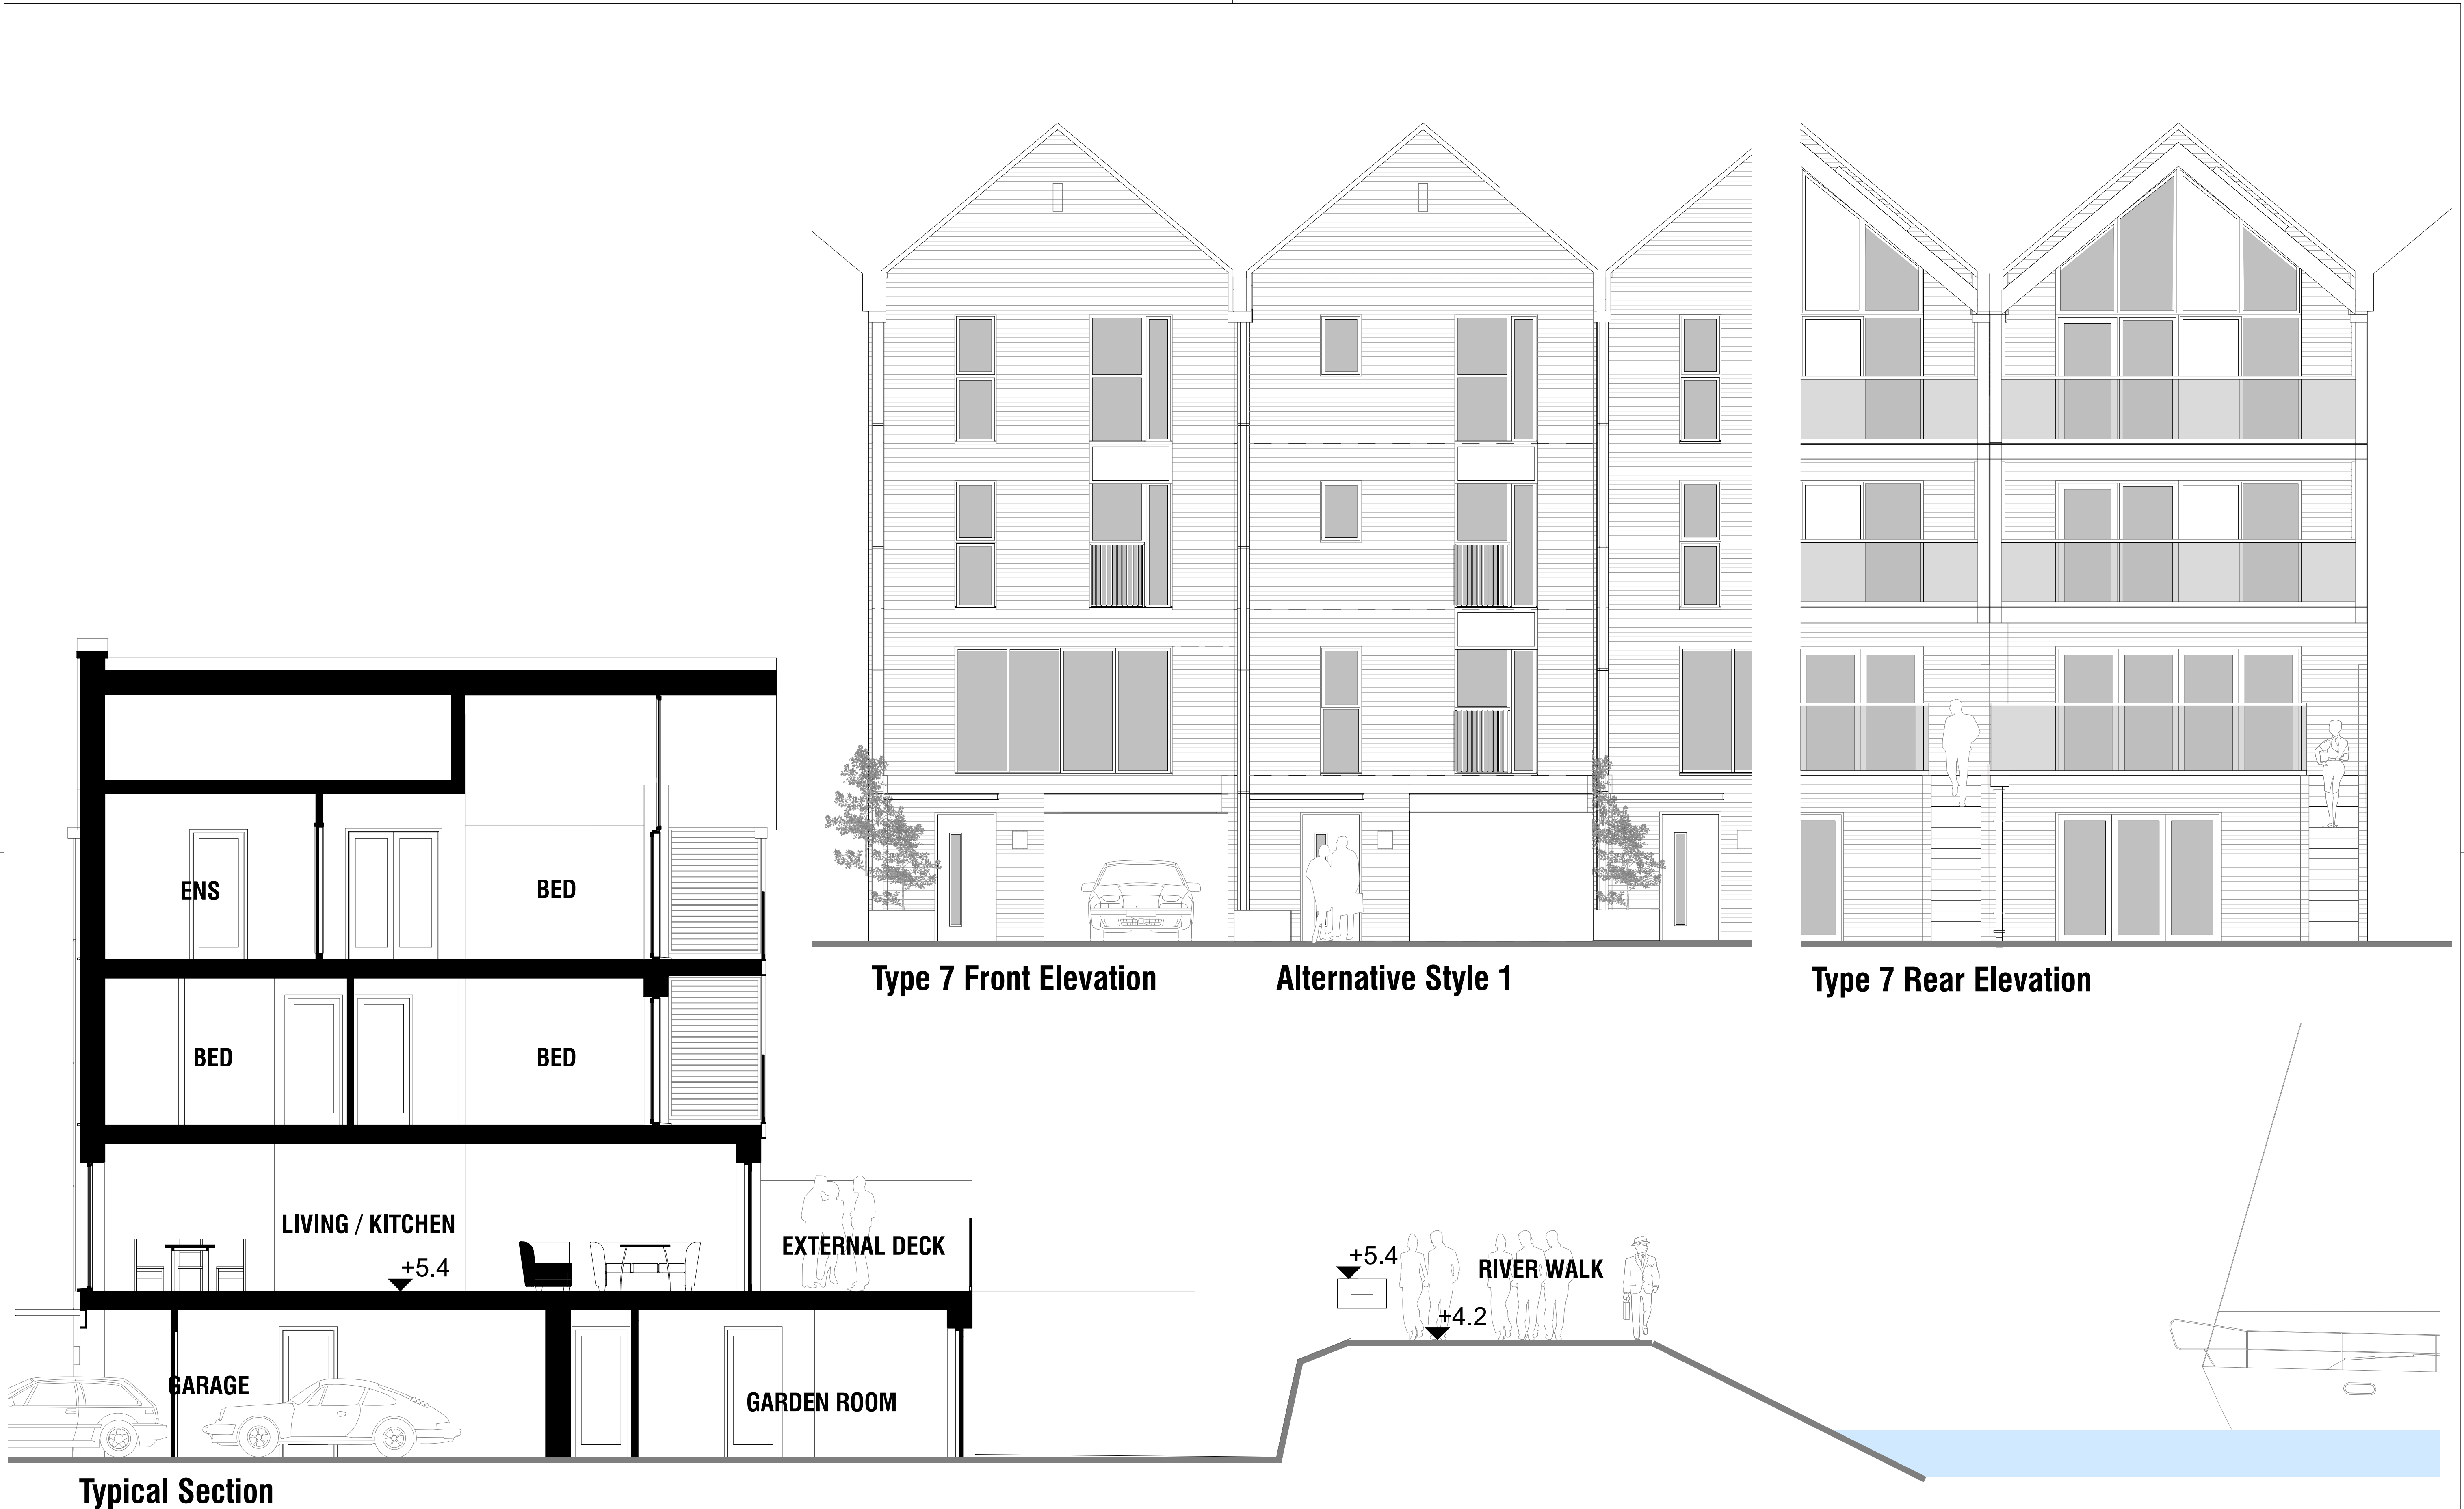 Type 7 Front Elevation
Alternative Style 1
Type 7 Rear Elevation
ENS
BED
BED
BED
LIVING / KITCHEN
+5.4
EXTERNAL DECK
+5.4
RIVER WALK
+4.2
GARAGE
GARDEN ROOM
Typical Section